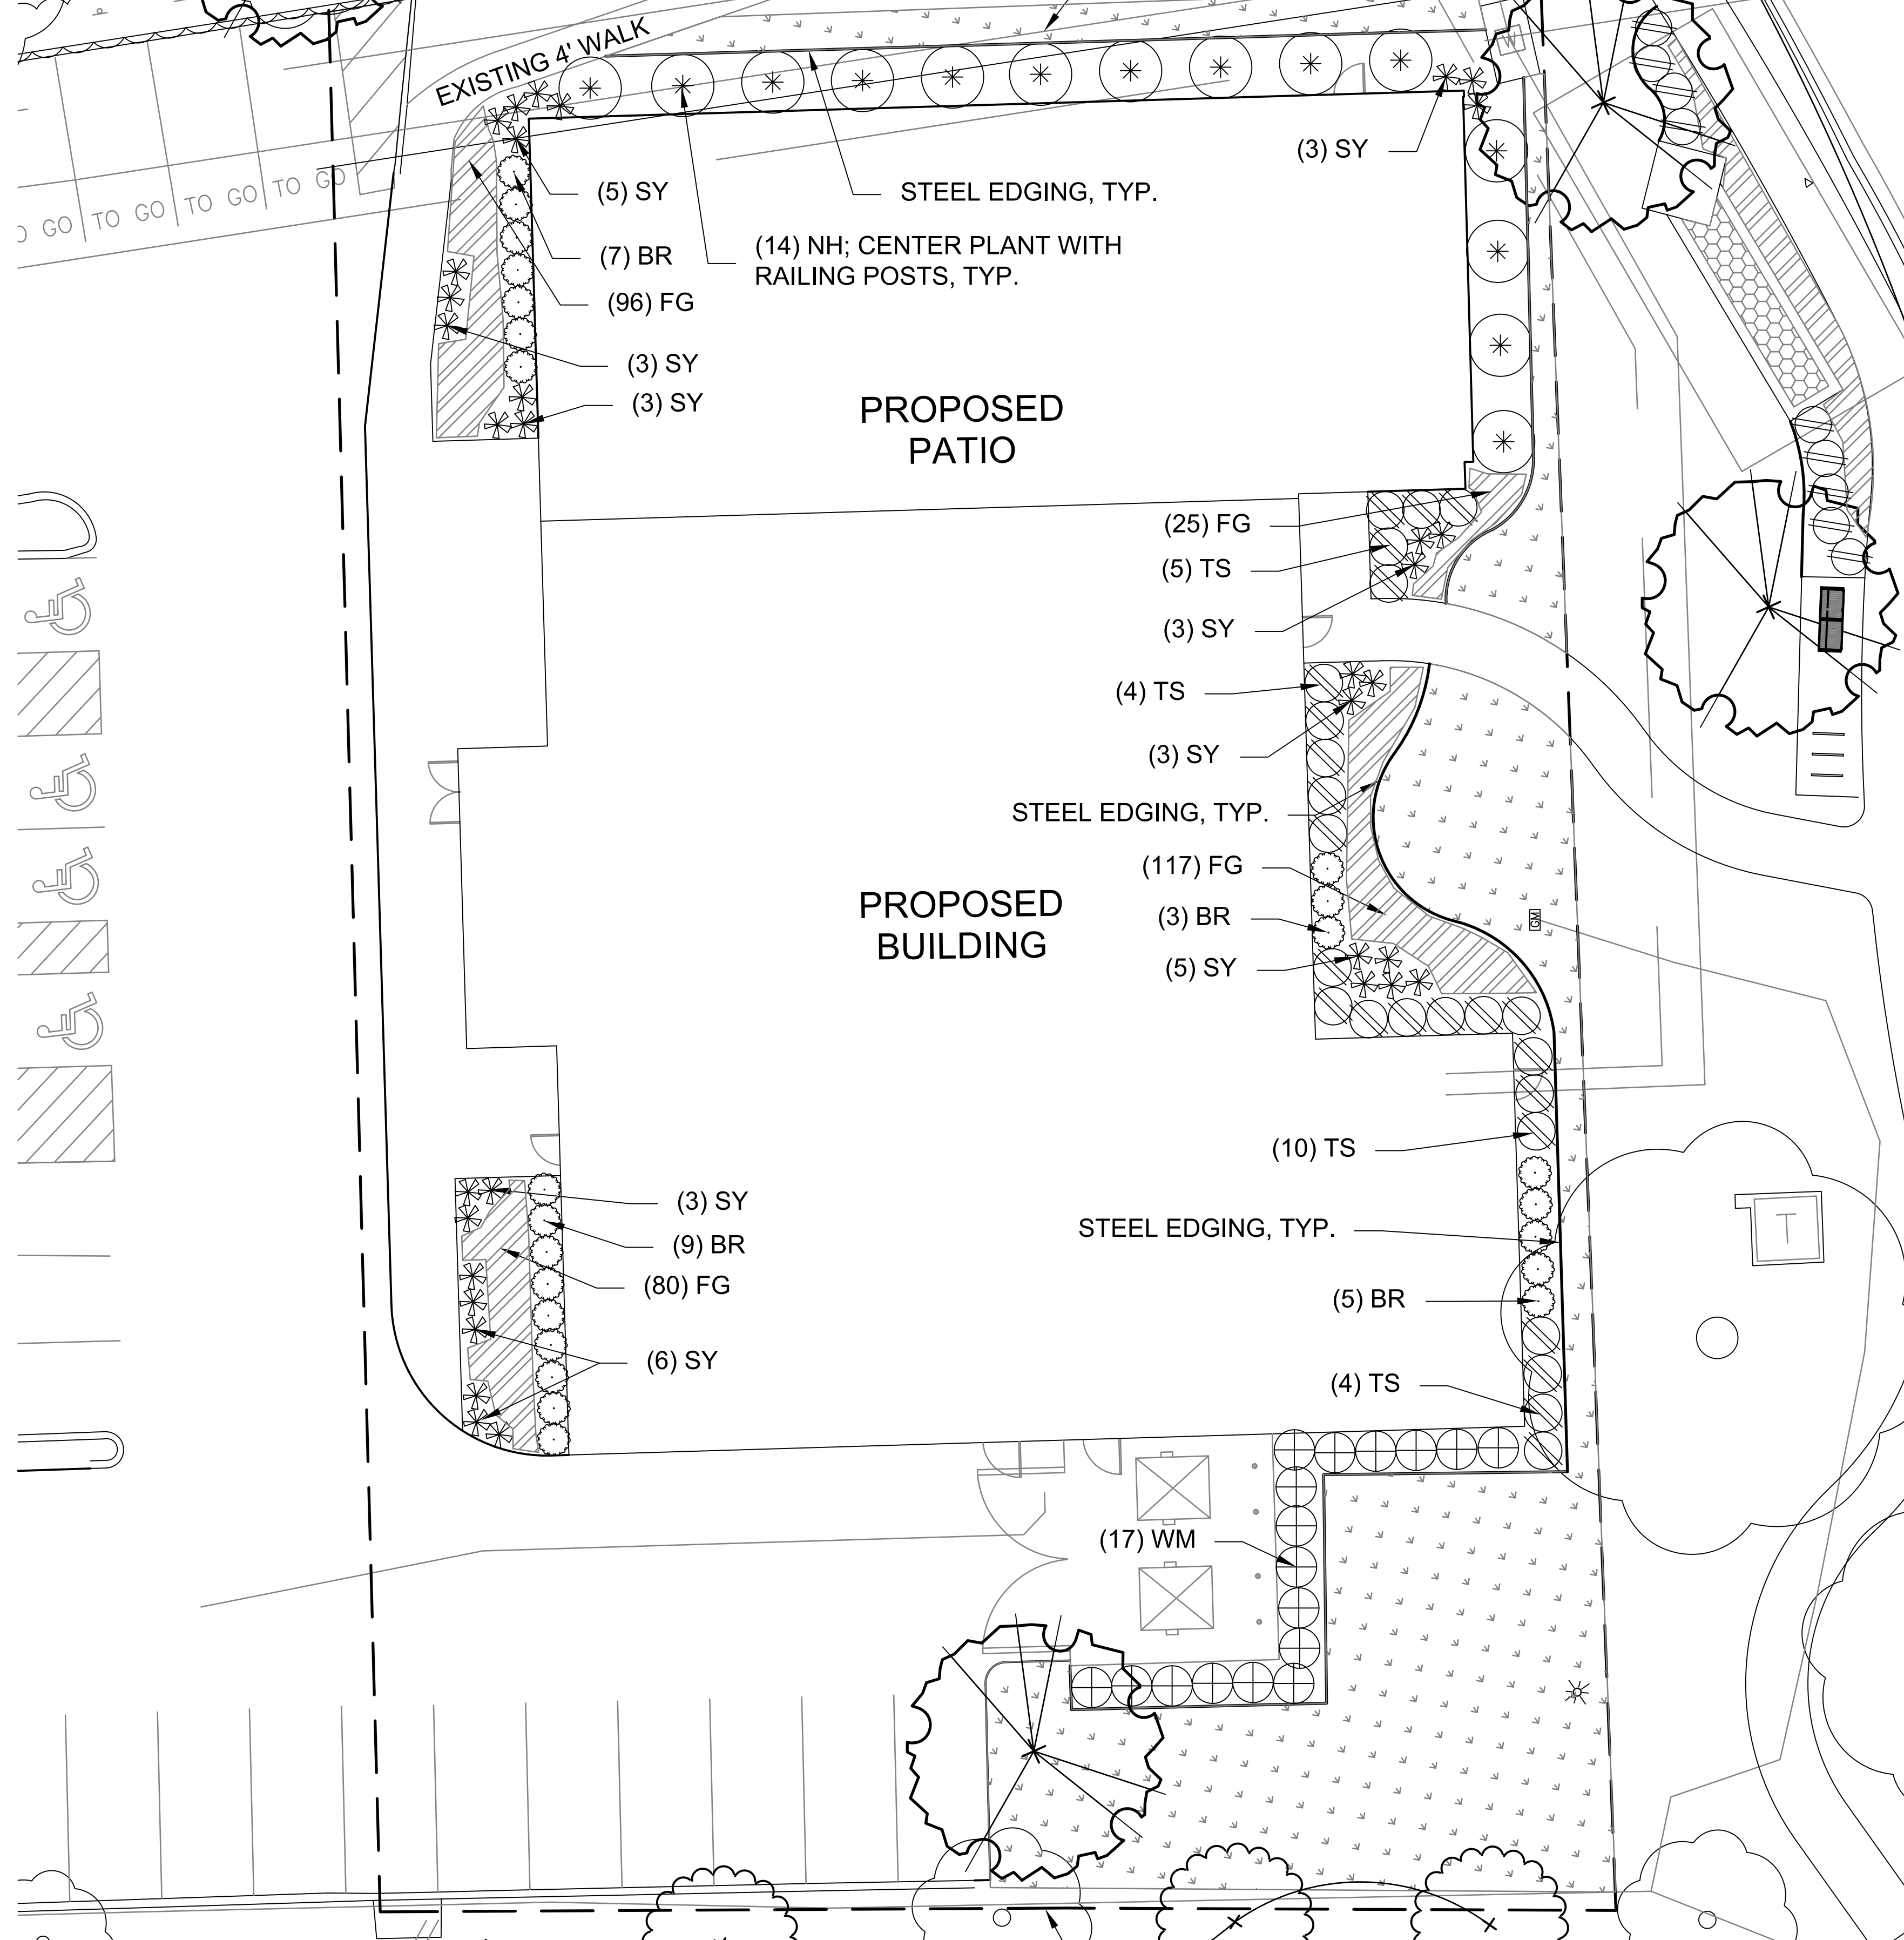 EXISTING 4' WALK
W
(3) SY
(5) SY
STEEL EDGING, TYP.
GO TO GO TO GO TO GO
(7) BR
(14) NH; CENTER PLANT WITH
RAILING POSTS, TYP.
(96) FG
(3) SY
(3) SY
PROPOSED
PATIO
(25) FG
(5) TS
(3) SY
(4) TS
(3) SY
STEEL EDGING, TYP.
(117) FG
(3) BR
GM
(5) SY
PROPOSED
BUILDING
(10) TS
(3) SY
STEEL EDGING, TYP.
T
(9) BR
(80) FG
(5) BR
(6) SY
(4) TS
(17) WM